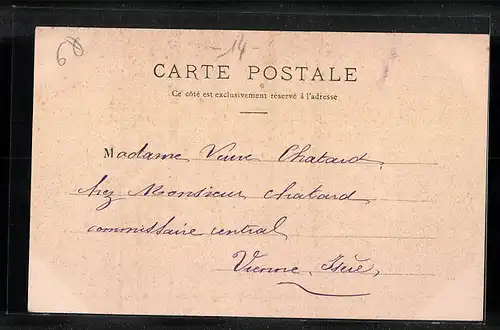 68
-14-
CARTE POSTALE
Ce côté est exclusivement réservé à l'adresse
Madame Veuve Chatard,
chez Monsieur Chatard,
commissaire central,
Vienne, Isère,